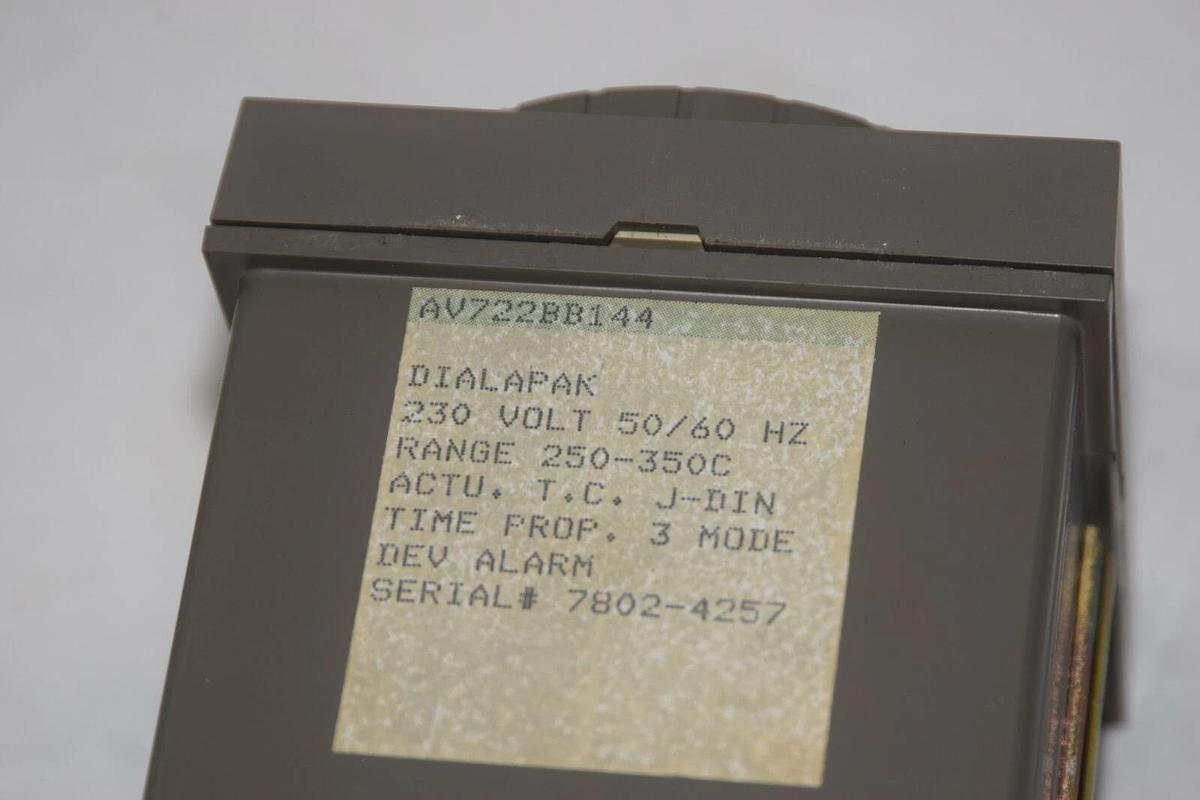 AV722BB144
DIALAPAK
230 VOLT 50/60 HZ
RANGE 250-350C
ACTU. T.C. J-DIN
TIME PROP. 3 MODE
DEV ALARM
SERIAL# 7802-4257